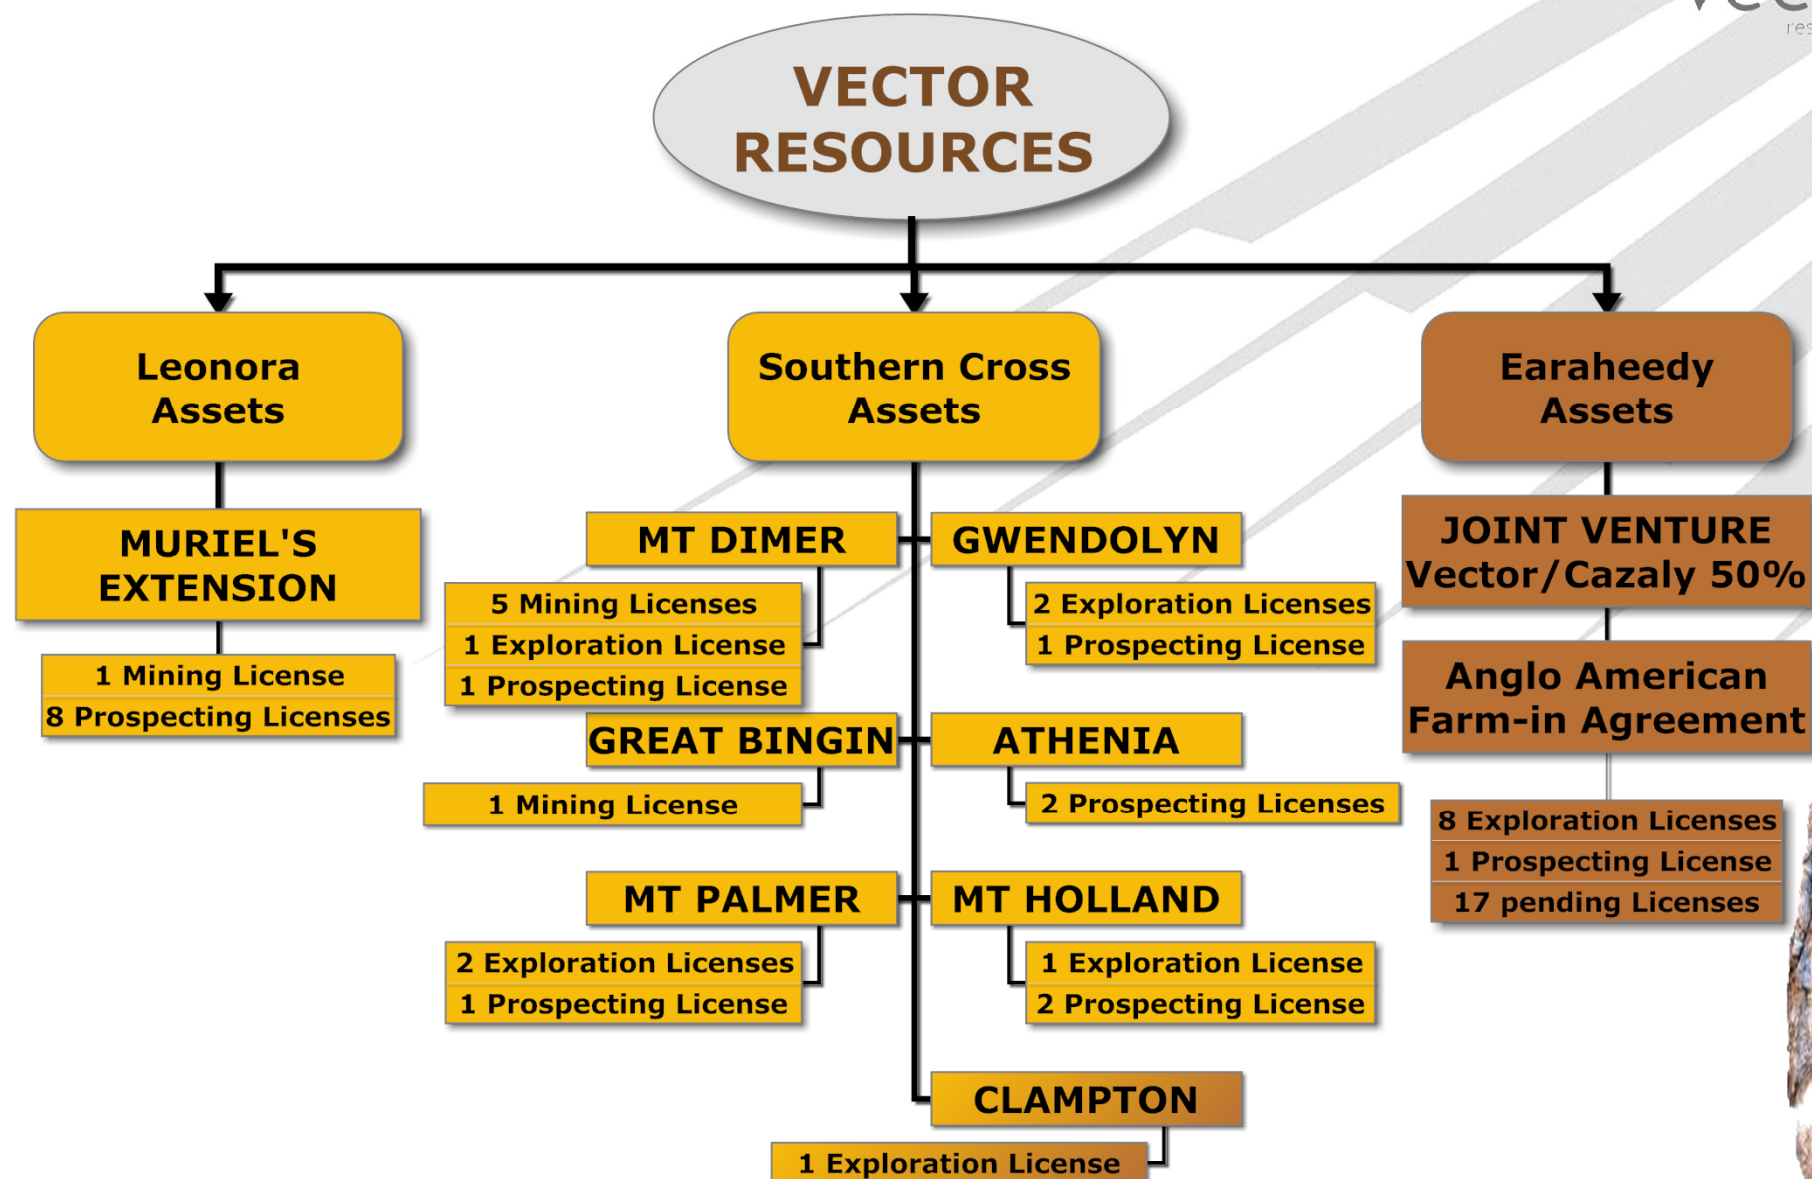 VECTOR
RESOURCES
Leonora
Assets
MURIEL'S
EXTENSION
1 Mining License
8 Prospecting Licenses
Southern Cross
Assets
MT DIMER
5 Mining Licenses
1 Exploration License
1 Prospecting License
GWENDOLYN
2 Exploration Licenses
1 Prospecting License
GREAT BINGIN
1 Mining License
ATHENIA
2 Prospecting Licenses
MT PALMER
2 Exploration Licenses
1 Prospecting License
MT HOLLAND
1 Exploration License
2 Prospecting License
CLAMPTON
1 Exploration License
Earaheedy
Assets
JOINT VENTURE
Vector/Cazaly 50%
Anglo American
Farm-in Agreement
8 Exploration Licenses
1 Prospecting License
17 pending Licenses